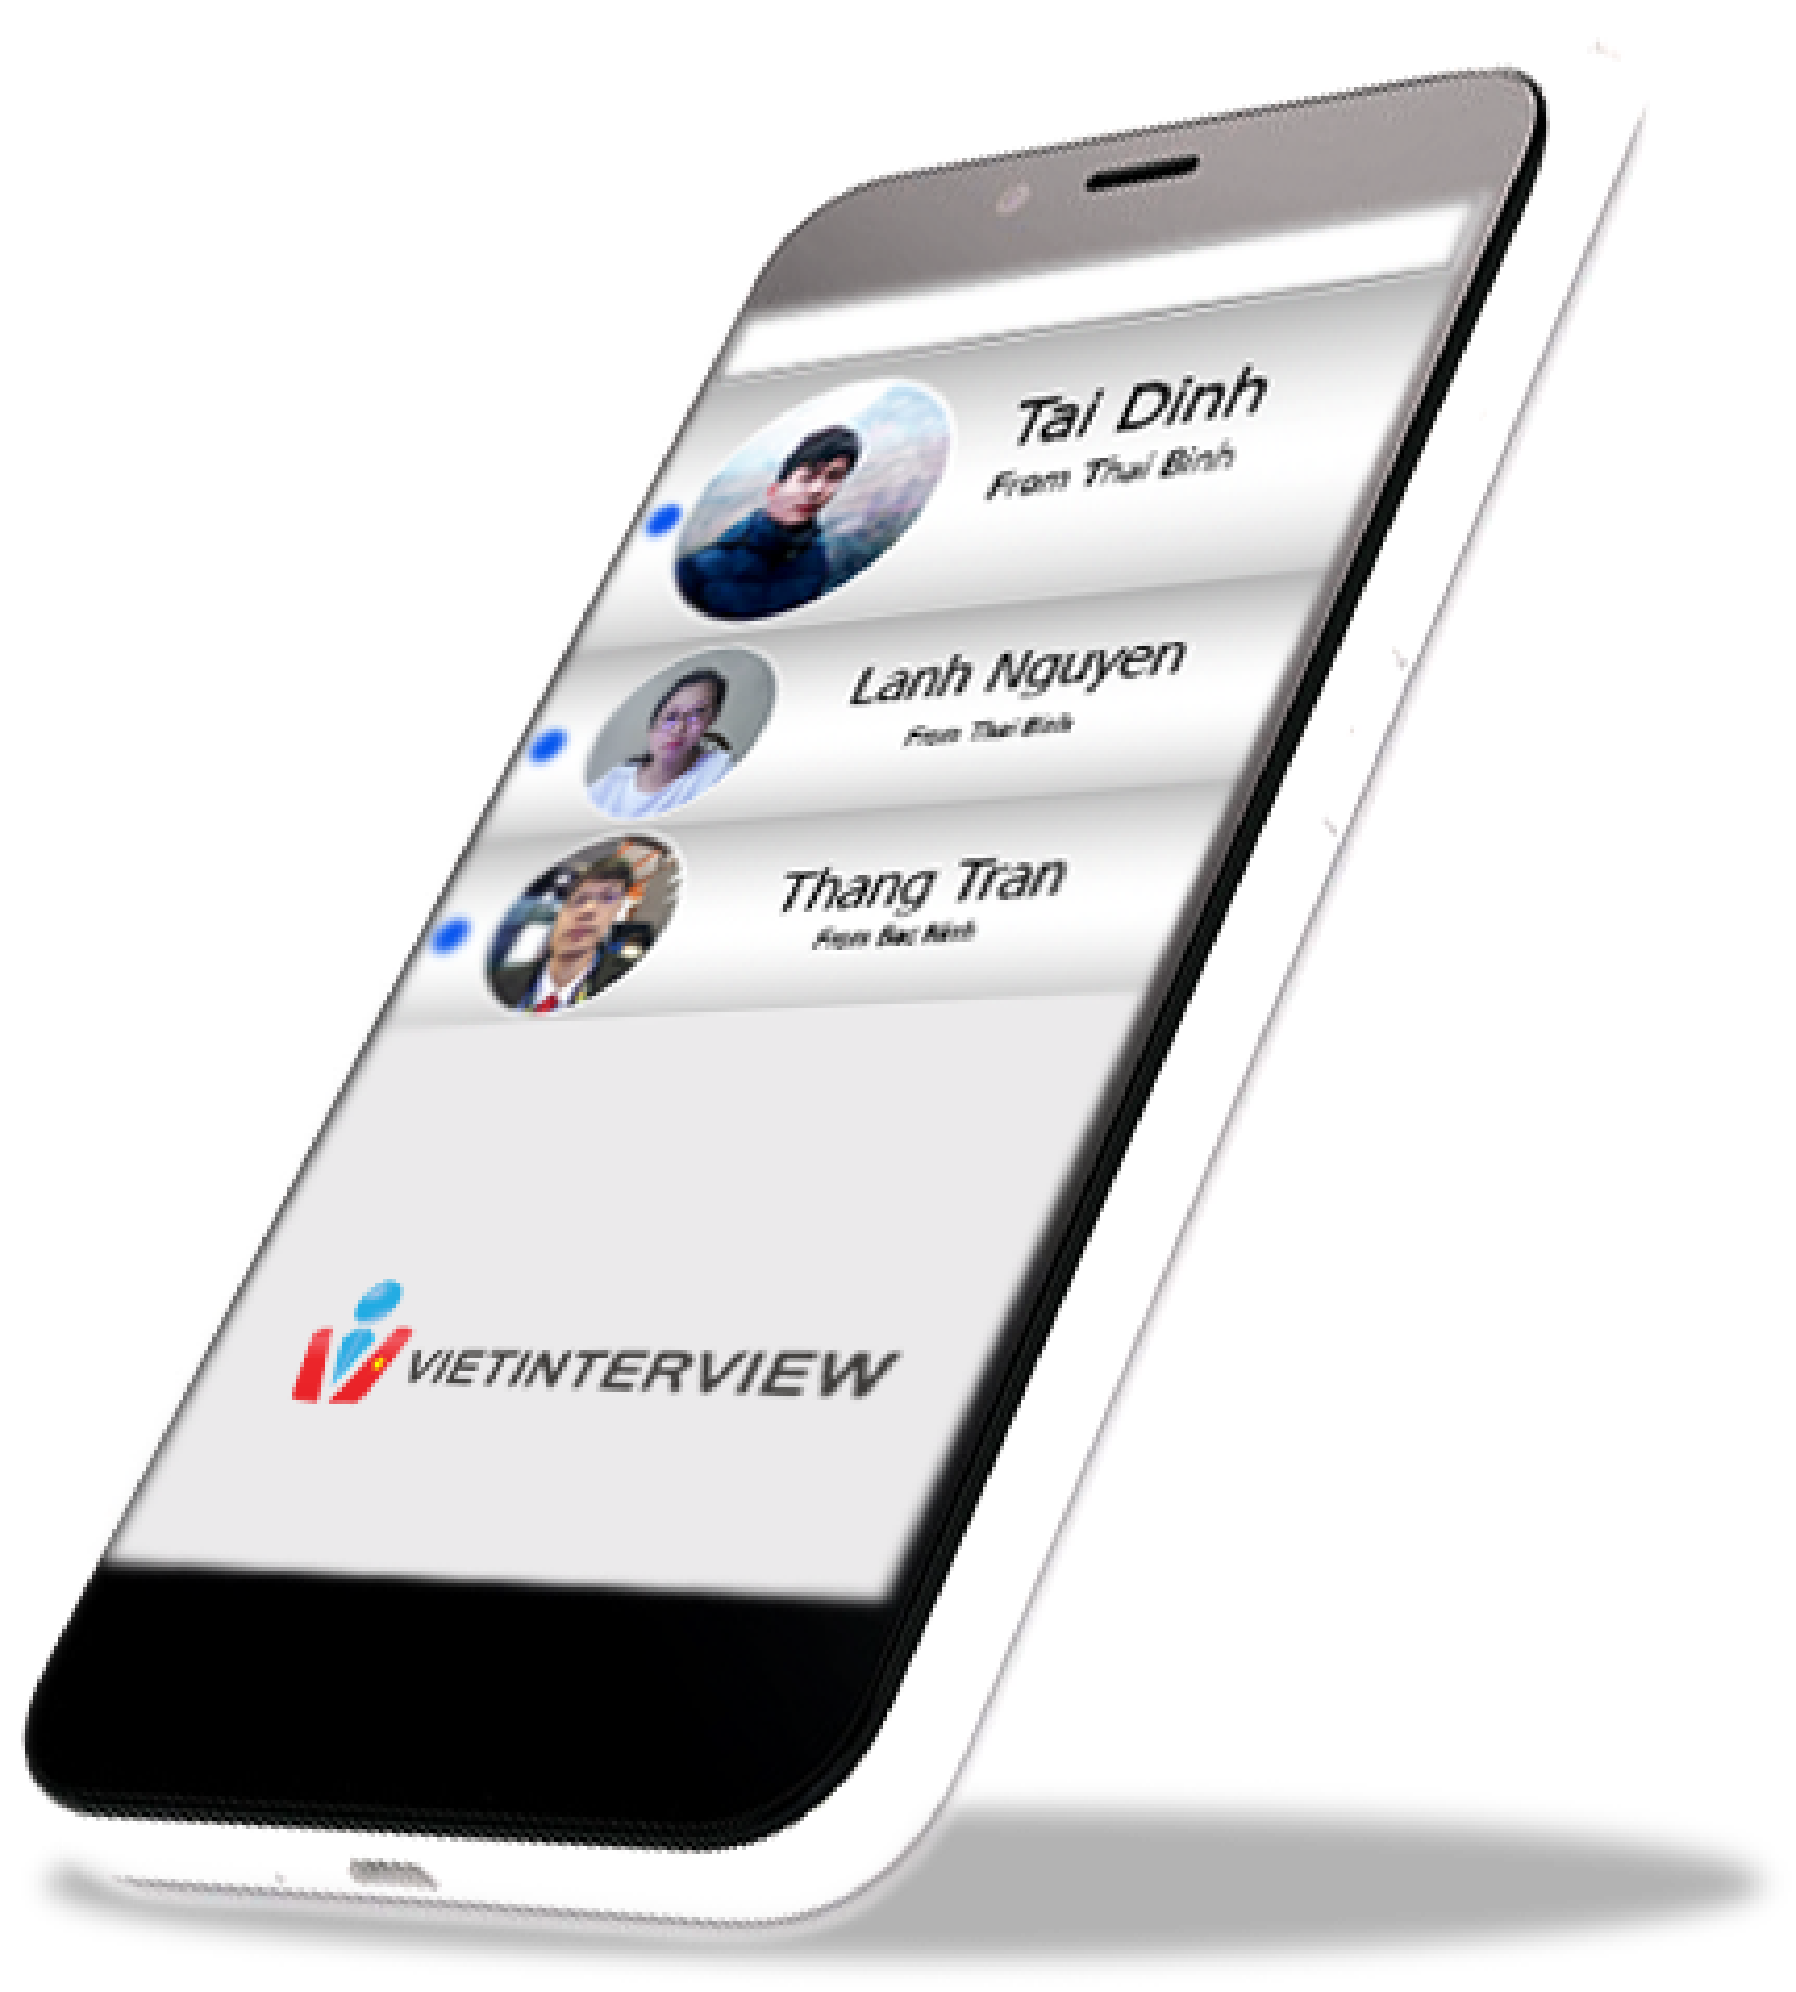 Tai Dinh
From Thai Binh
Lanh Nguyen
From Thai Binh
Thang Tran
From Bac Ninh
VIETINTERVIEW